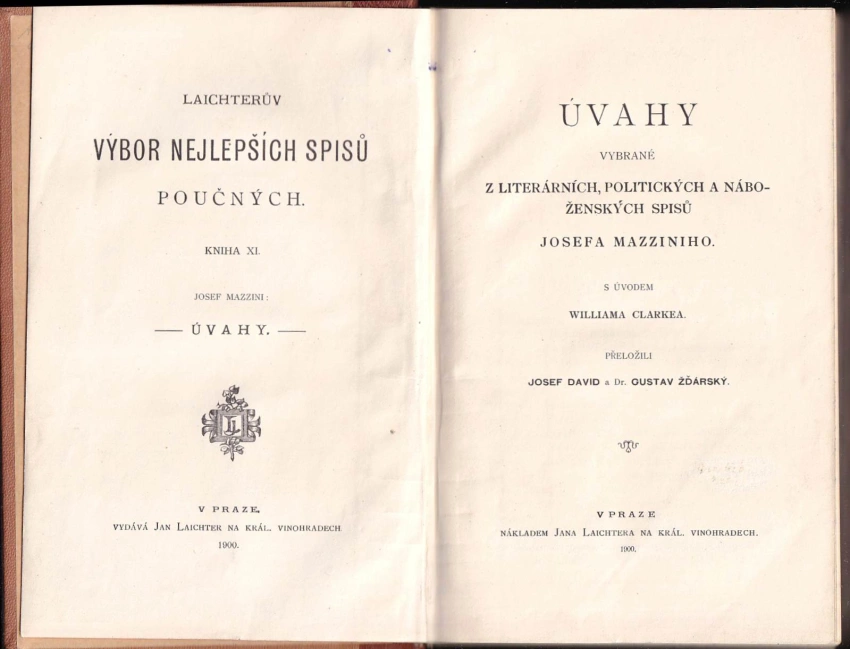 LAICHTERŮV
VÝBOR NEJLEPŠÍCH SPISŮ
POUČNÝCH.
KNIHA XI.
JOSEF MAZZINI:
ÚVAHY.
V PRAZE.
VYDÁVÁ JAN LAICHTER NA KRÁL. VINOHRADECH.
1900.
ÚVAHY
VYBRANÉ
Z LITERÁRNÍCH, POLITICKÝCH A NÁBO-
ŽENSKÝCH SPISŮ
JOSEFA MAZZINIHO.
S ÚVODEM
WILLIAMA CLARKEA.
PŘELOŽILI
JOSEF DAVID a Dr. GUSTAV ŽĎÁRSKÝ.
V PRAZE
NÁKLADEM JANA LAICHTERA NA KRÁL. VINOHRADECH.
1900.